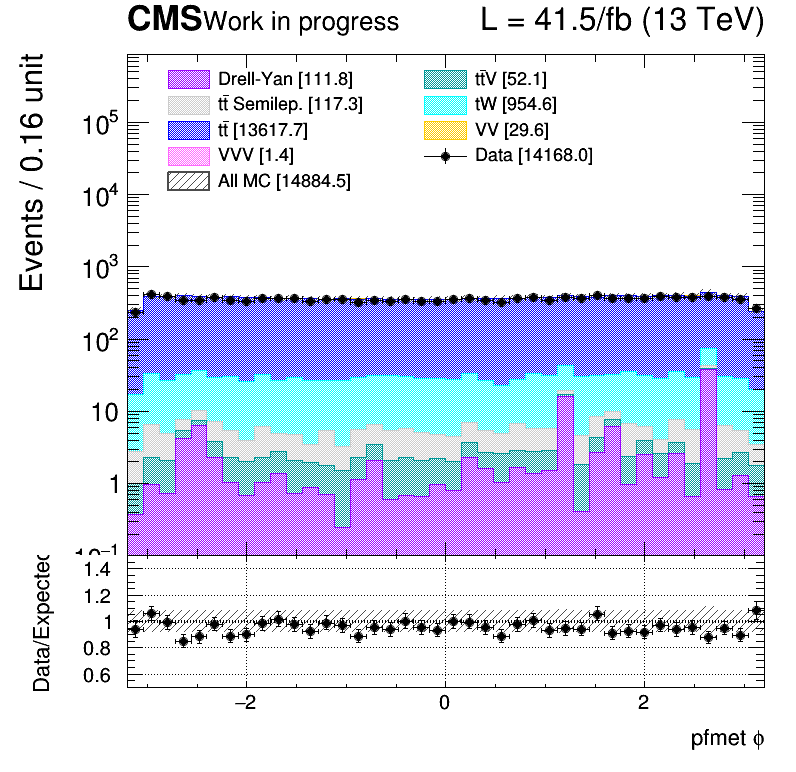 CMS Work in progress L = 41.5/fb (13 TeV)
Events / 0.16 unit
Drell-Yan [111.8]
tt̄ Semilep. [117.3]
tt̄ [13617.7]
VVV [1.4]
All MC [14884.5]
tt̄V [52.1]
tW [954.6]
VV [29.6]
Data [14168.0]
10⁵
10⁴
10³
10²
10
1
10⁻¹
Data/Expected
1.4
1.2
1
0.8
0.6
−2 0 2
pfmet ϕ